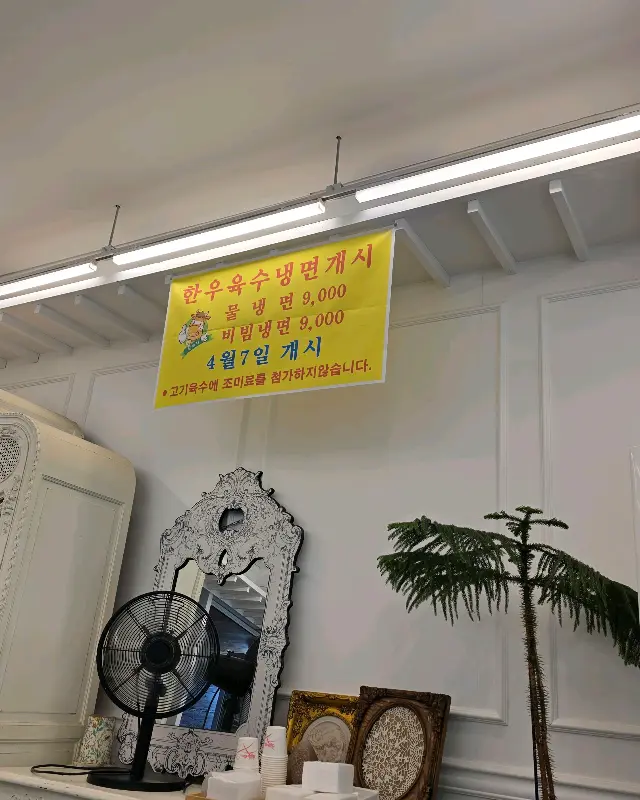 한우육수냉면개시
물 냉 면 9,000
비빔냉면 9,000
4월7일 개시
• 고기육수에 조미료를 첨가하지않습니다.